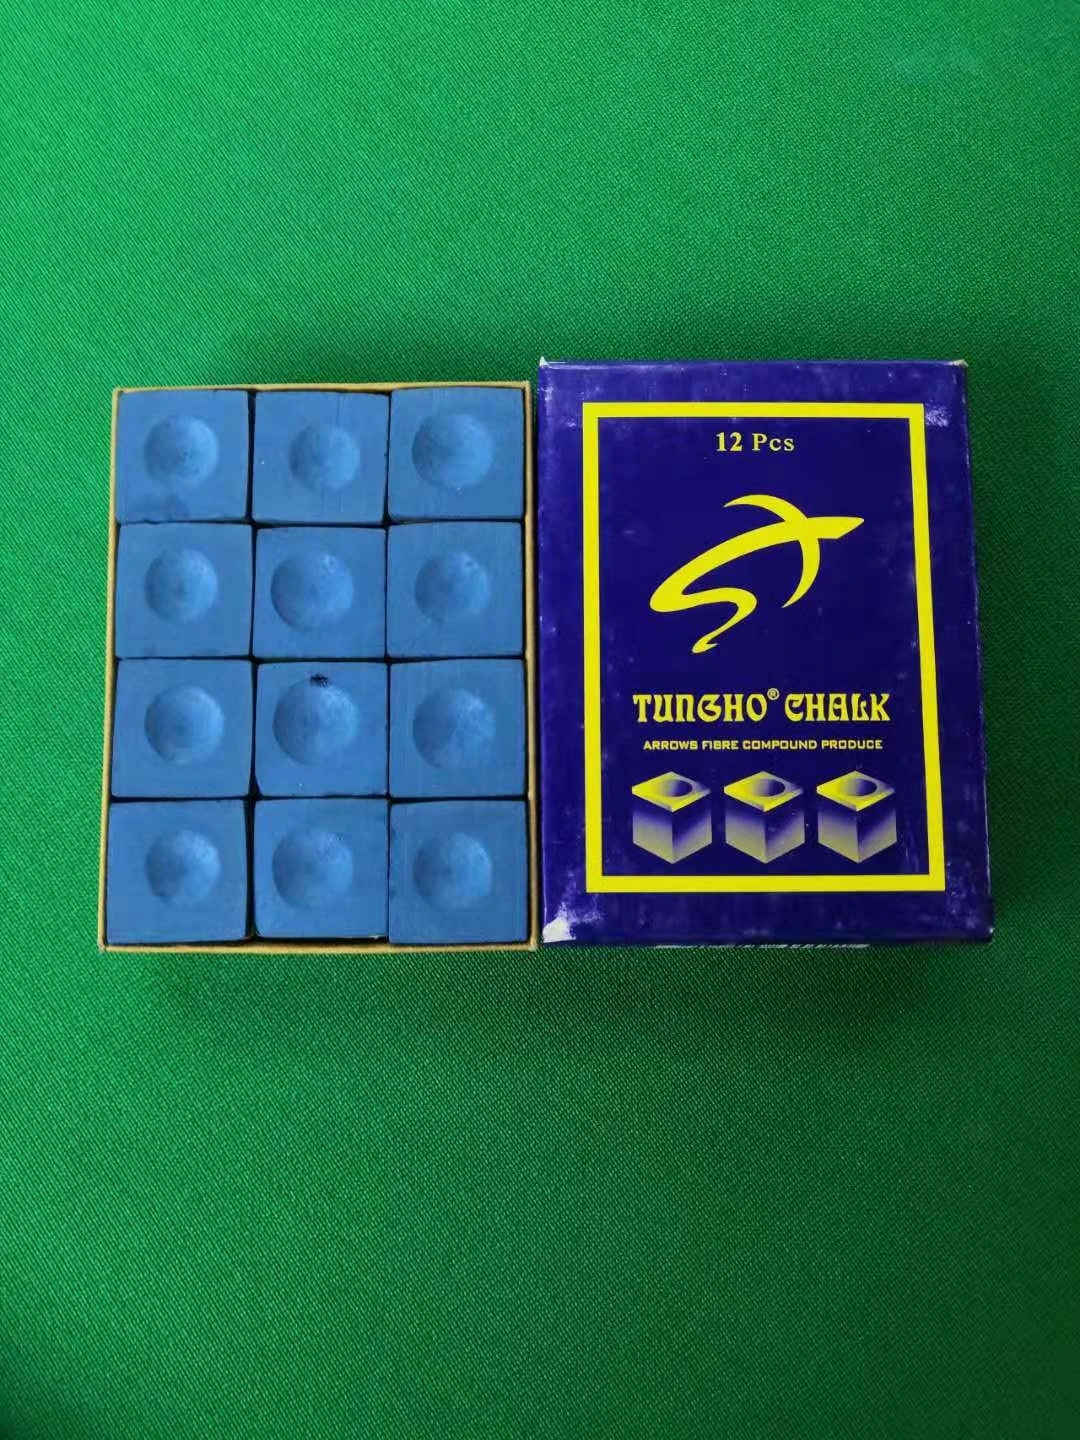 12 Pcs
TUNGHO® CHALK
ARROWS FIBRE COMPOUND PRODUCE